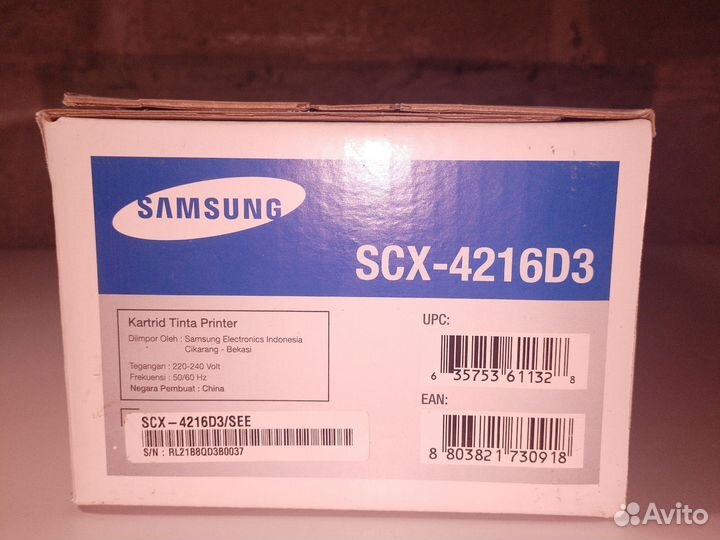 SAMSUNG
SCX-4216D3
Kartrid Tinta Printer
Diimpor Oleh : Samsung Electronics Indonesia
Cikarang - Bekasi
Tegangan : 220-240 Volt
Frekuensi : 50/60 Hz
Negara Pembuat : China
SCX-4216D3/SEE
S/N : RL21B8QD3B0037
UPC:
6 35753 61132 8
EAN:
8 803821 730918
Avito